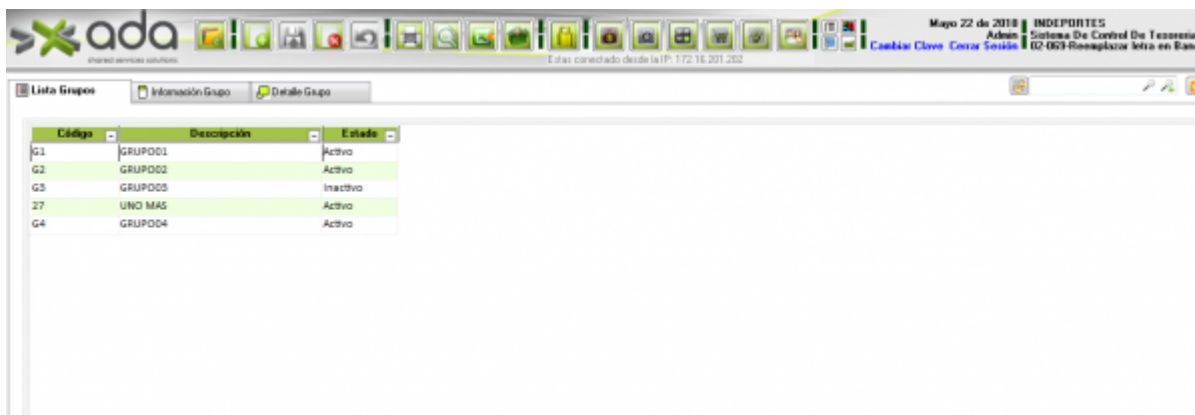 ada
shared services solutions
Mayo 22 de 2018
Admin
Cambiar Clave Cerrar Sesión
INDEPORTES
Sistema De Control De Tesoreria
02-069-Reemplazar letra en Ban
Estas conectado desde la IP: 172.16.201.202
Lista Grupos Información Grupo Detalle Grupo
Código Descripción Estado
G1 GRUPO01 Activo
G2 GRUPO02 Activo
G3 GRUPO03 Inactivo
27 UNO MAS Activo
G4 GRUPO04 Activo